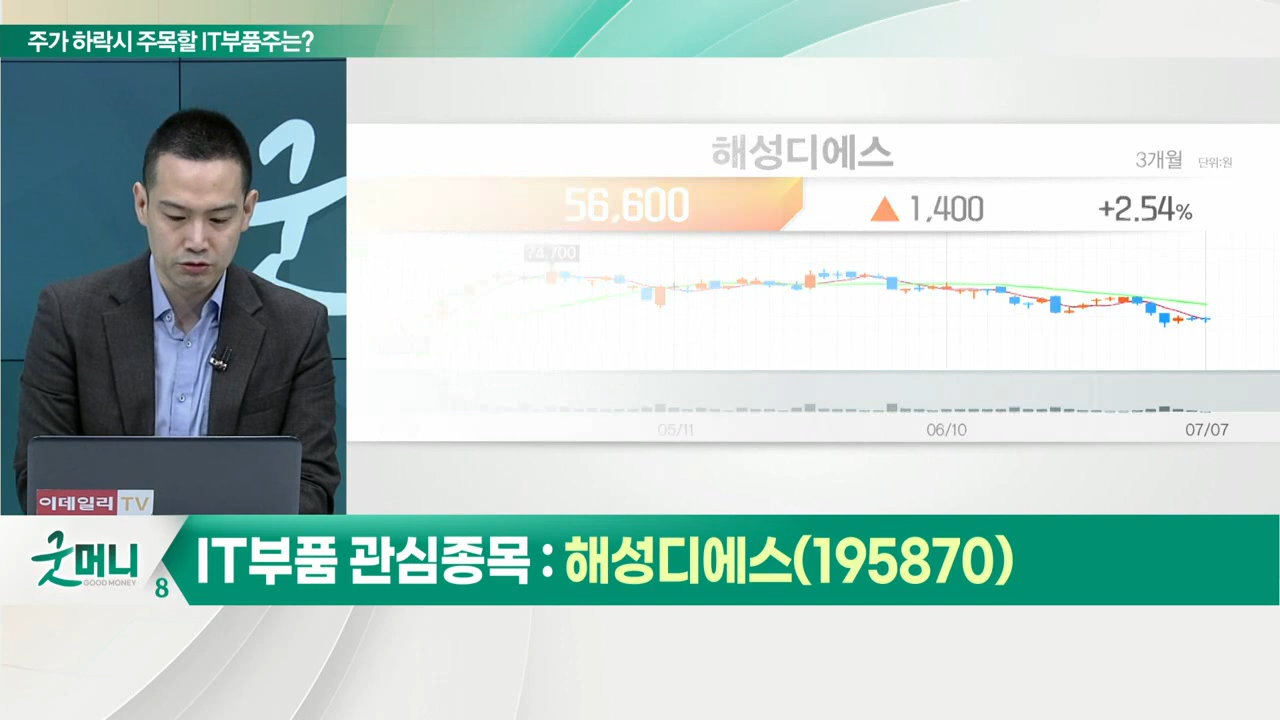 주가 하락시 주목할 IT부품주는?
해성디에스
3개월 단위:원
56,600 ▲ 1,400 +2.54%
74,700
05/11 06/10 07/07
이데일리 TV
굿머니
GOOD MONEY
8
IT부품 관심종목 : 해성디에스(195870)
굿